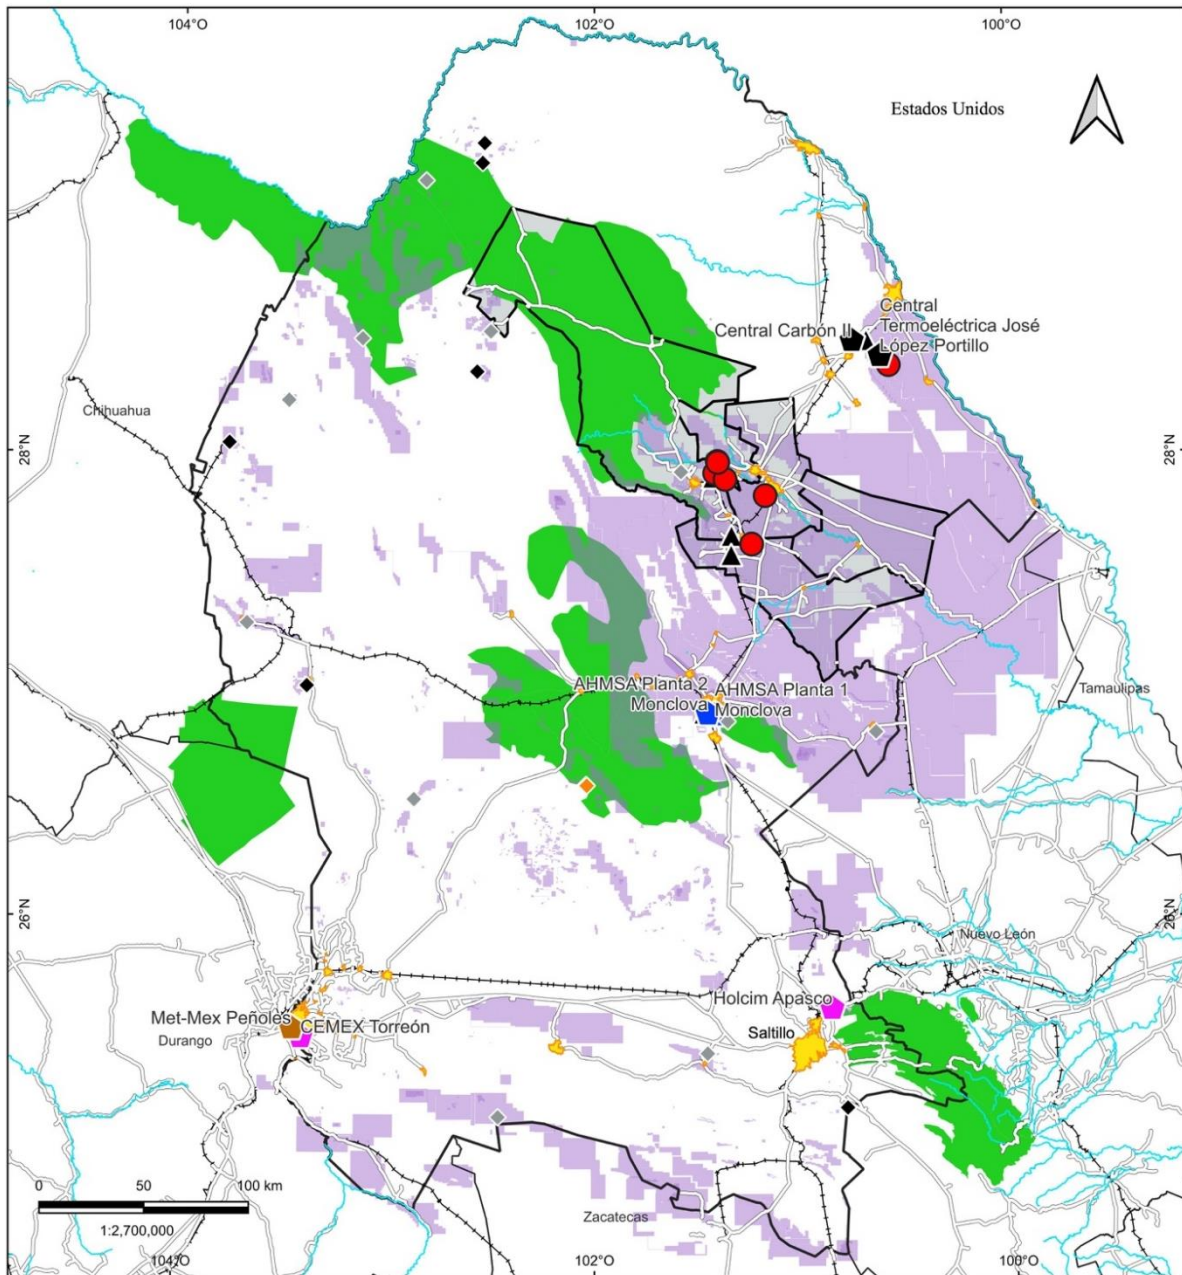 104°O
102°O
100°O
Estados Unidos
Central
Termoeléctrica José
López Portillo
Central Carbón II
Chihuahua
28°N
28°N
AHMSA Planta 2
Monclova
AHMSA Planta 1
Monclova
Tamaulipas
26°N
26°N
Nuevo León
Holcim Apasco
Met-Mex Peñoles
CEMEX Torreón
Saltillo
Durango
0
50
100 km
1:2,700,000
Zacatecas
104°O
102°O
100°O